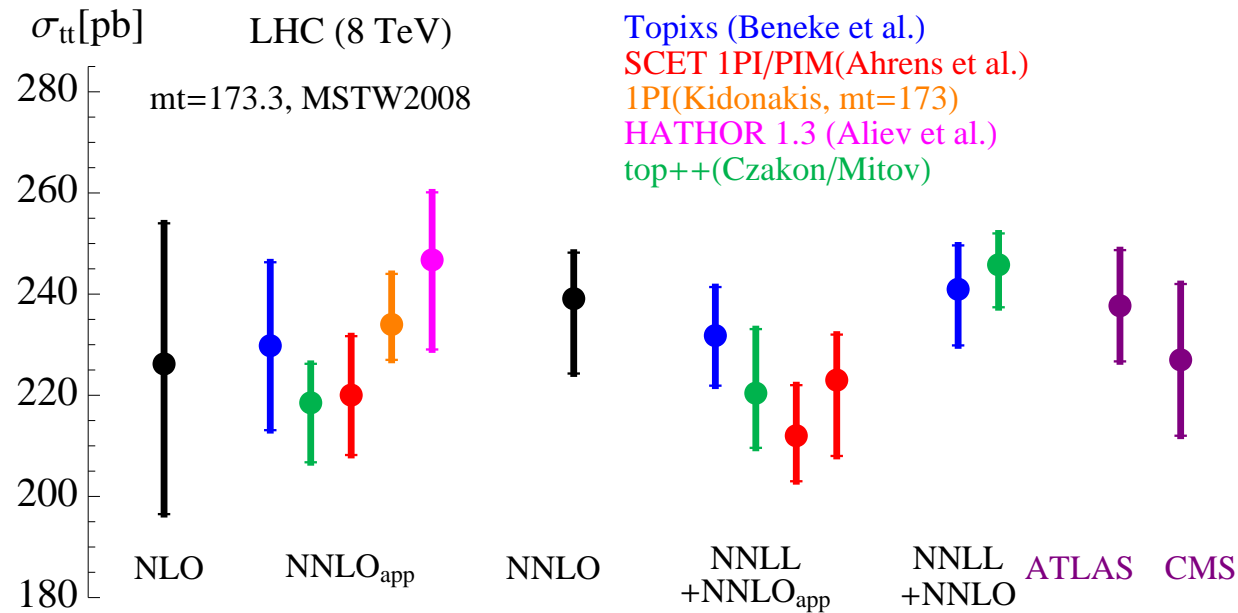 σtt[pb]
LHC (8 TeV)
mt=173.3, MSTW2008
Topixs (Beneke et al.)
SCET 1PI/PIM(Ahrens et al.)
1PI(Kidonakis, mt=173)
HATHOR 1.3 (Aliev et al.)
top++(Czakon/Mitov)
280
260
240
220
200
180
NLO
NNLOapp
NNLO
NNLL
+NNLOapp
NNLL
+NNLO
ATLAS
CMS